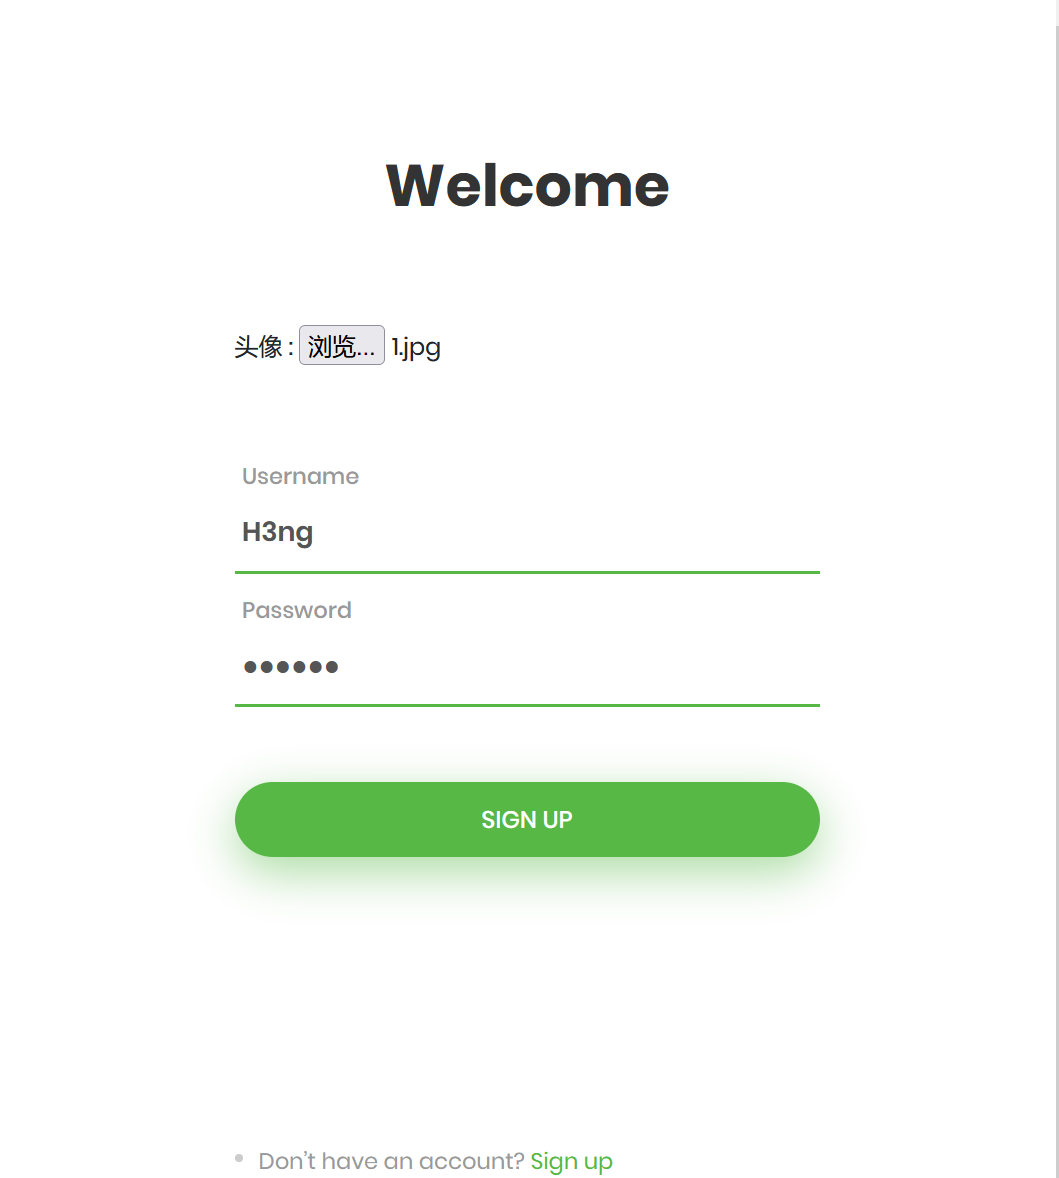 Welcome
头像 : 浏览... 1.jpg
Username
H3ng
Password
●●●●●●
SIGN UP
Don't have an account? Sign up